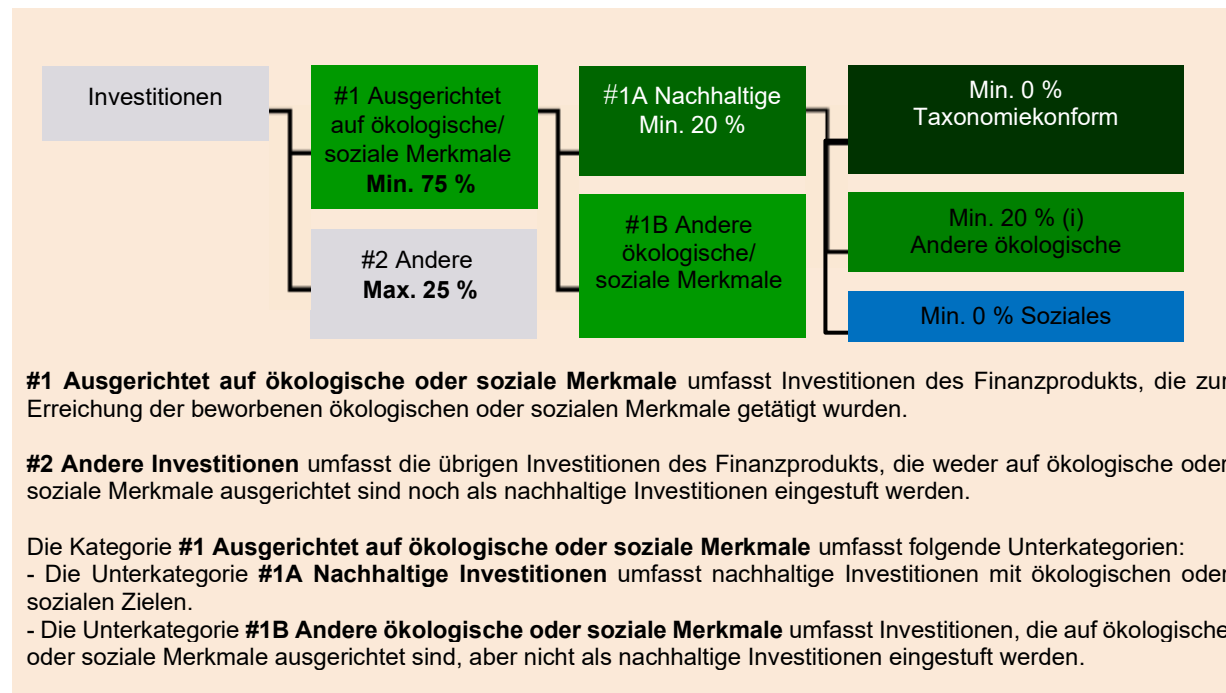 Investitionen
#1 Ausgerichtet
auf ökologische/
soziale Merkmale
Min. 75 %
#2 Andere
Max. 25 %
#1A Nachhaltige
Min. 20 %
#1B Andere
ökologische/
soziale Merkmale
Min. 0 %
Taxonomiekonform
Min. 20 % (i)
Andere ökologische
Min. 0 % Soziales
#1 Ausgerichtet auf ökologische oder soziale Merkmale umfasst Investitionen des Finanzprodukts, die zur
Erreichung der beworbenen ökologischen oder sozialen Merkmale getätigt wurden.
#2 Andere Investitionen umfasst die übrigen Investitionen des Finanzprodukts, die weder auf ökologische oder
soziale Merkmale ausgerichtet sind noch als nachhaltige Investitionen eingestuft werden.
Die Kategorie #1 Ausgerichtet auf ökologische oder soziale Merkmale umfasst folgende Unterkategorien:
- Die Unterkategorie #1A Nachhaltige Investitionen umfasst nachhaltige Investitionen mit ökologischen oder
sozialen Zielen.
- Die Unterkategorie #1B Andere ökologische oder soziale Merkmale umfasst Investitionen, die auf ökologische
oder soziale Merkmale ausgerichtet sind, aber nicht als nachhaltige Investitionen eingestuft werden.